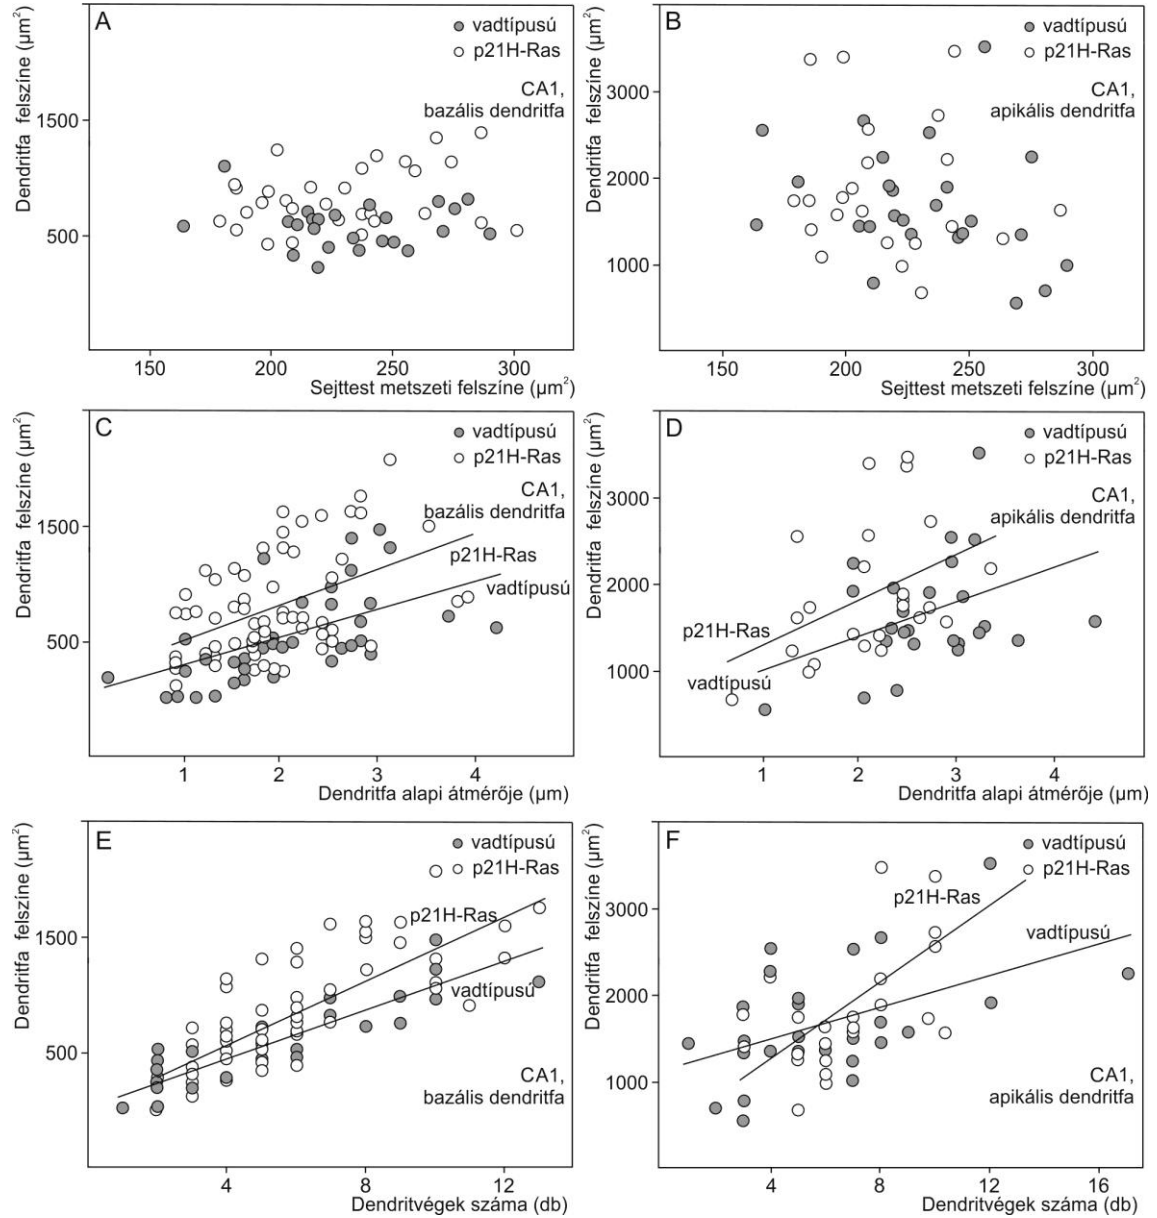 A
vadtípusú
p21H-Ras
CA1,
bazális dendritfa
Dendritfa felszíne (µm²)
1500
500
150
200
250
300
Sejttest metszeti felszíne (µm²)
B
vadtípusú
p21H-Ras
CA1,
apikális dendritfa
Dendritfa felszíne (µm²)
3000
2000
1000
150
200
250
300
Sejttest metszeti felszíne (µm²)
C
vadtípusú
p21H-Ras
CA1,
bazális dendritfa
p21H-Ras
vadtípusú
Dendritfa felszíne (µm²)
1500
500
1
2
3
4
Dendritfa alapi átmérője (µm)
D
vadtípusú
p21H-Ras
CA1,
apikális dendritfa
p21H-Ras
vadtípusú
Dendritfa felszíne (µm²)
3000
2000
1000
1
2
3
4
Dendritfa alapi átmérője (µm)
E
vadtípusú
p21H-Ras
p21H-Ras
vadtípusú
CA1,
bazális dendritfa
Dendritfa felszíne (µm²)
1500
500
4
8
12
Dendritvégek száma (db)
F
vadtípusú
p21H-Ras
p21H-Ras
vadtípusú
CA1,
apikális dendritfa
Dendritfa felszíne (µm²)
3000
2000
1000
4
8
12
16
Dendritvégek száma (db)